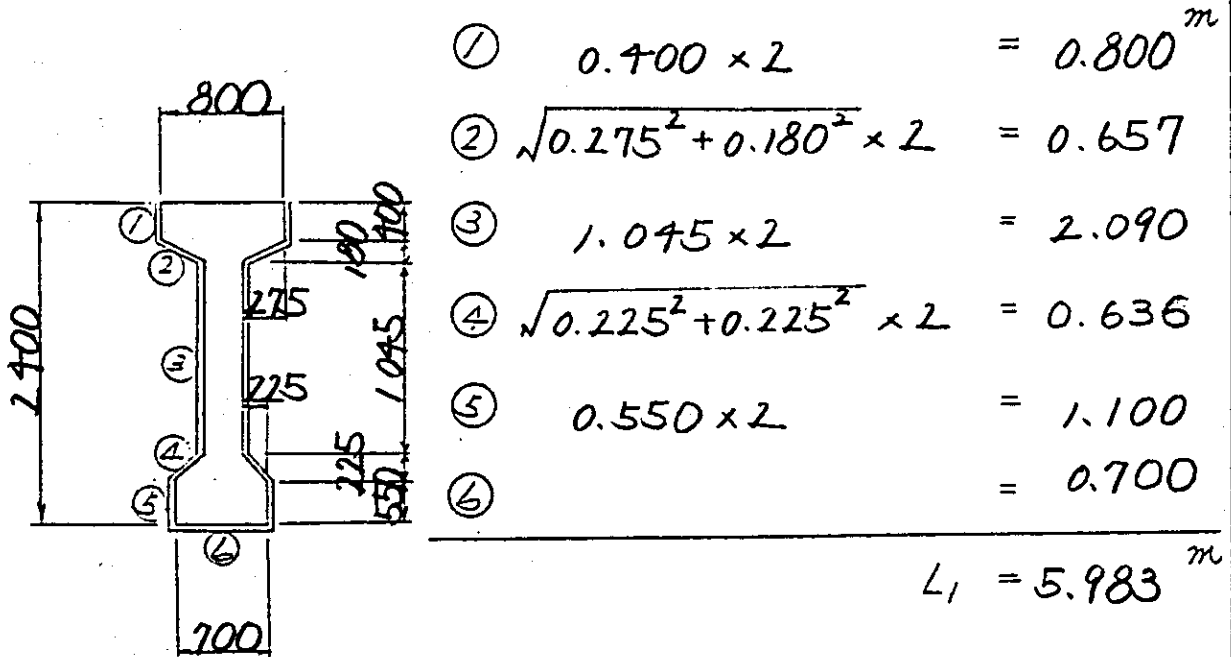 800
2400
400
180
275
1045
225
225
550
700
①
②
③
④
⑤
⑥
① 0.400 × 2 = 0.800 m
② √0.275² + 0.180² × 2 = 0.657
③ 1.045 × 2 = 2.090
④ √0.225² + 0.225² × 2 = 0.636
⑤ 0.550 × 2 = 1.100
⑥ = 0.700
L₁ = 5.983 m